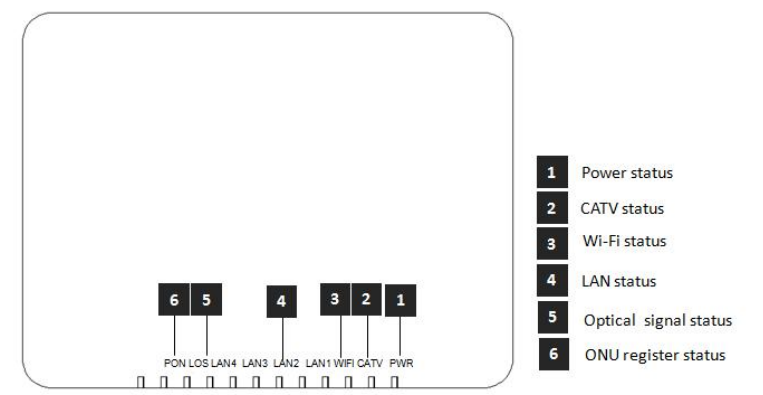 6 5 4 3 2 1
PON LOS LAN4 LAN3 LAN2 LAN1 WIFI CATV PWR
1 Power status
2 CATV status
3 Wi-Fi status
4 LAN status
5 Optical signal status
6 ONU register status